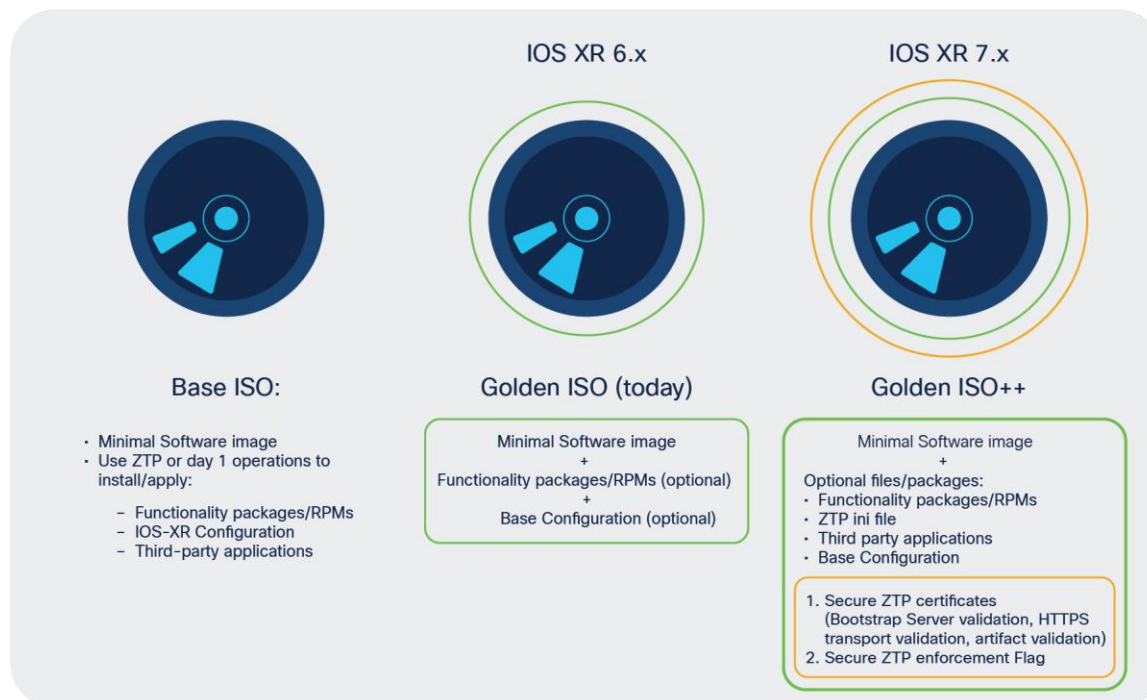 IOS XR 6.x
IOS XR 7.x
Base ISO:
• Minimal Software image
• Use ZTP or day 1 operations to
install/apply:
– Functionality packages/RPMs
– IOS-XR Configuration
– Third-party applications
Golden ISO (today)
Minimal Software image
+
Functionality packages/RPMs (optional)
+
Base Configuration (optional)
Golden ISO++
Minimal Software image
+
Optional files/packages:
• Functionality packages/RPMs
• ZTP ini file
• Third party applications
• Base Configuration
1. Secure ZTP certificates
(Bootstrap Server validation, HTTPS
transport validation, artifact validation)
2. Secure ZTP enforcement Flag